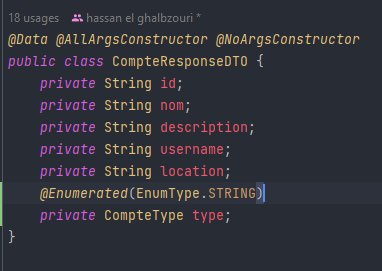 18 usages hassan el ghalbzouri *
@Data @AllArgsConstructor @NoArgsConstructor
public class CompteResponseDTO {
    private String id;
    private String nom;
    private String description;
    private String username;
    private String location;
    @Enumerated(EnumType.STRING)
    private CompteType type;
}